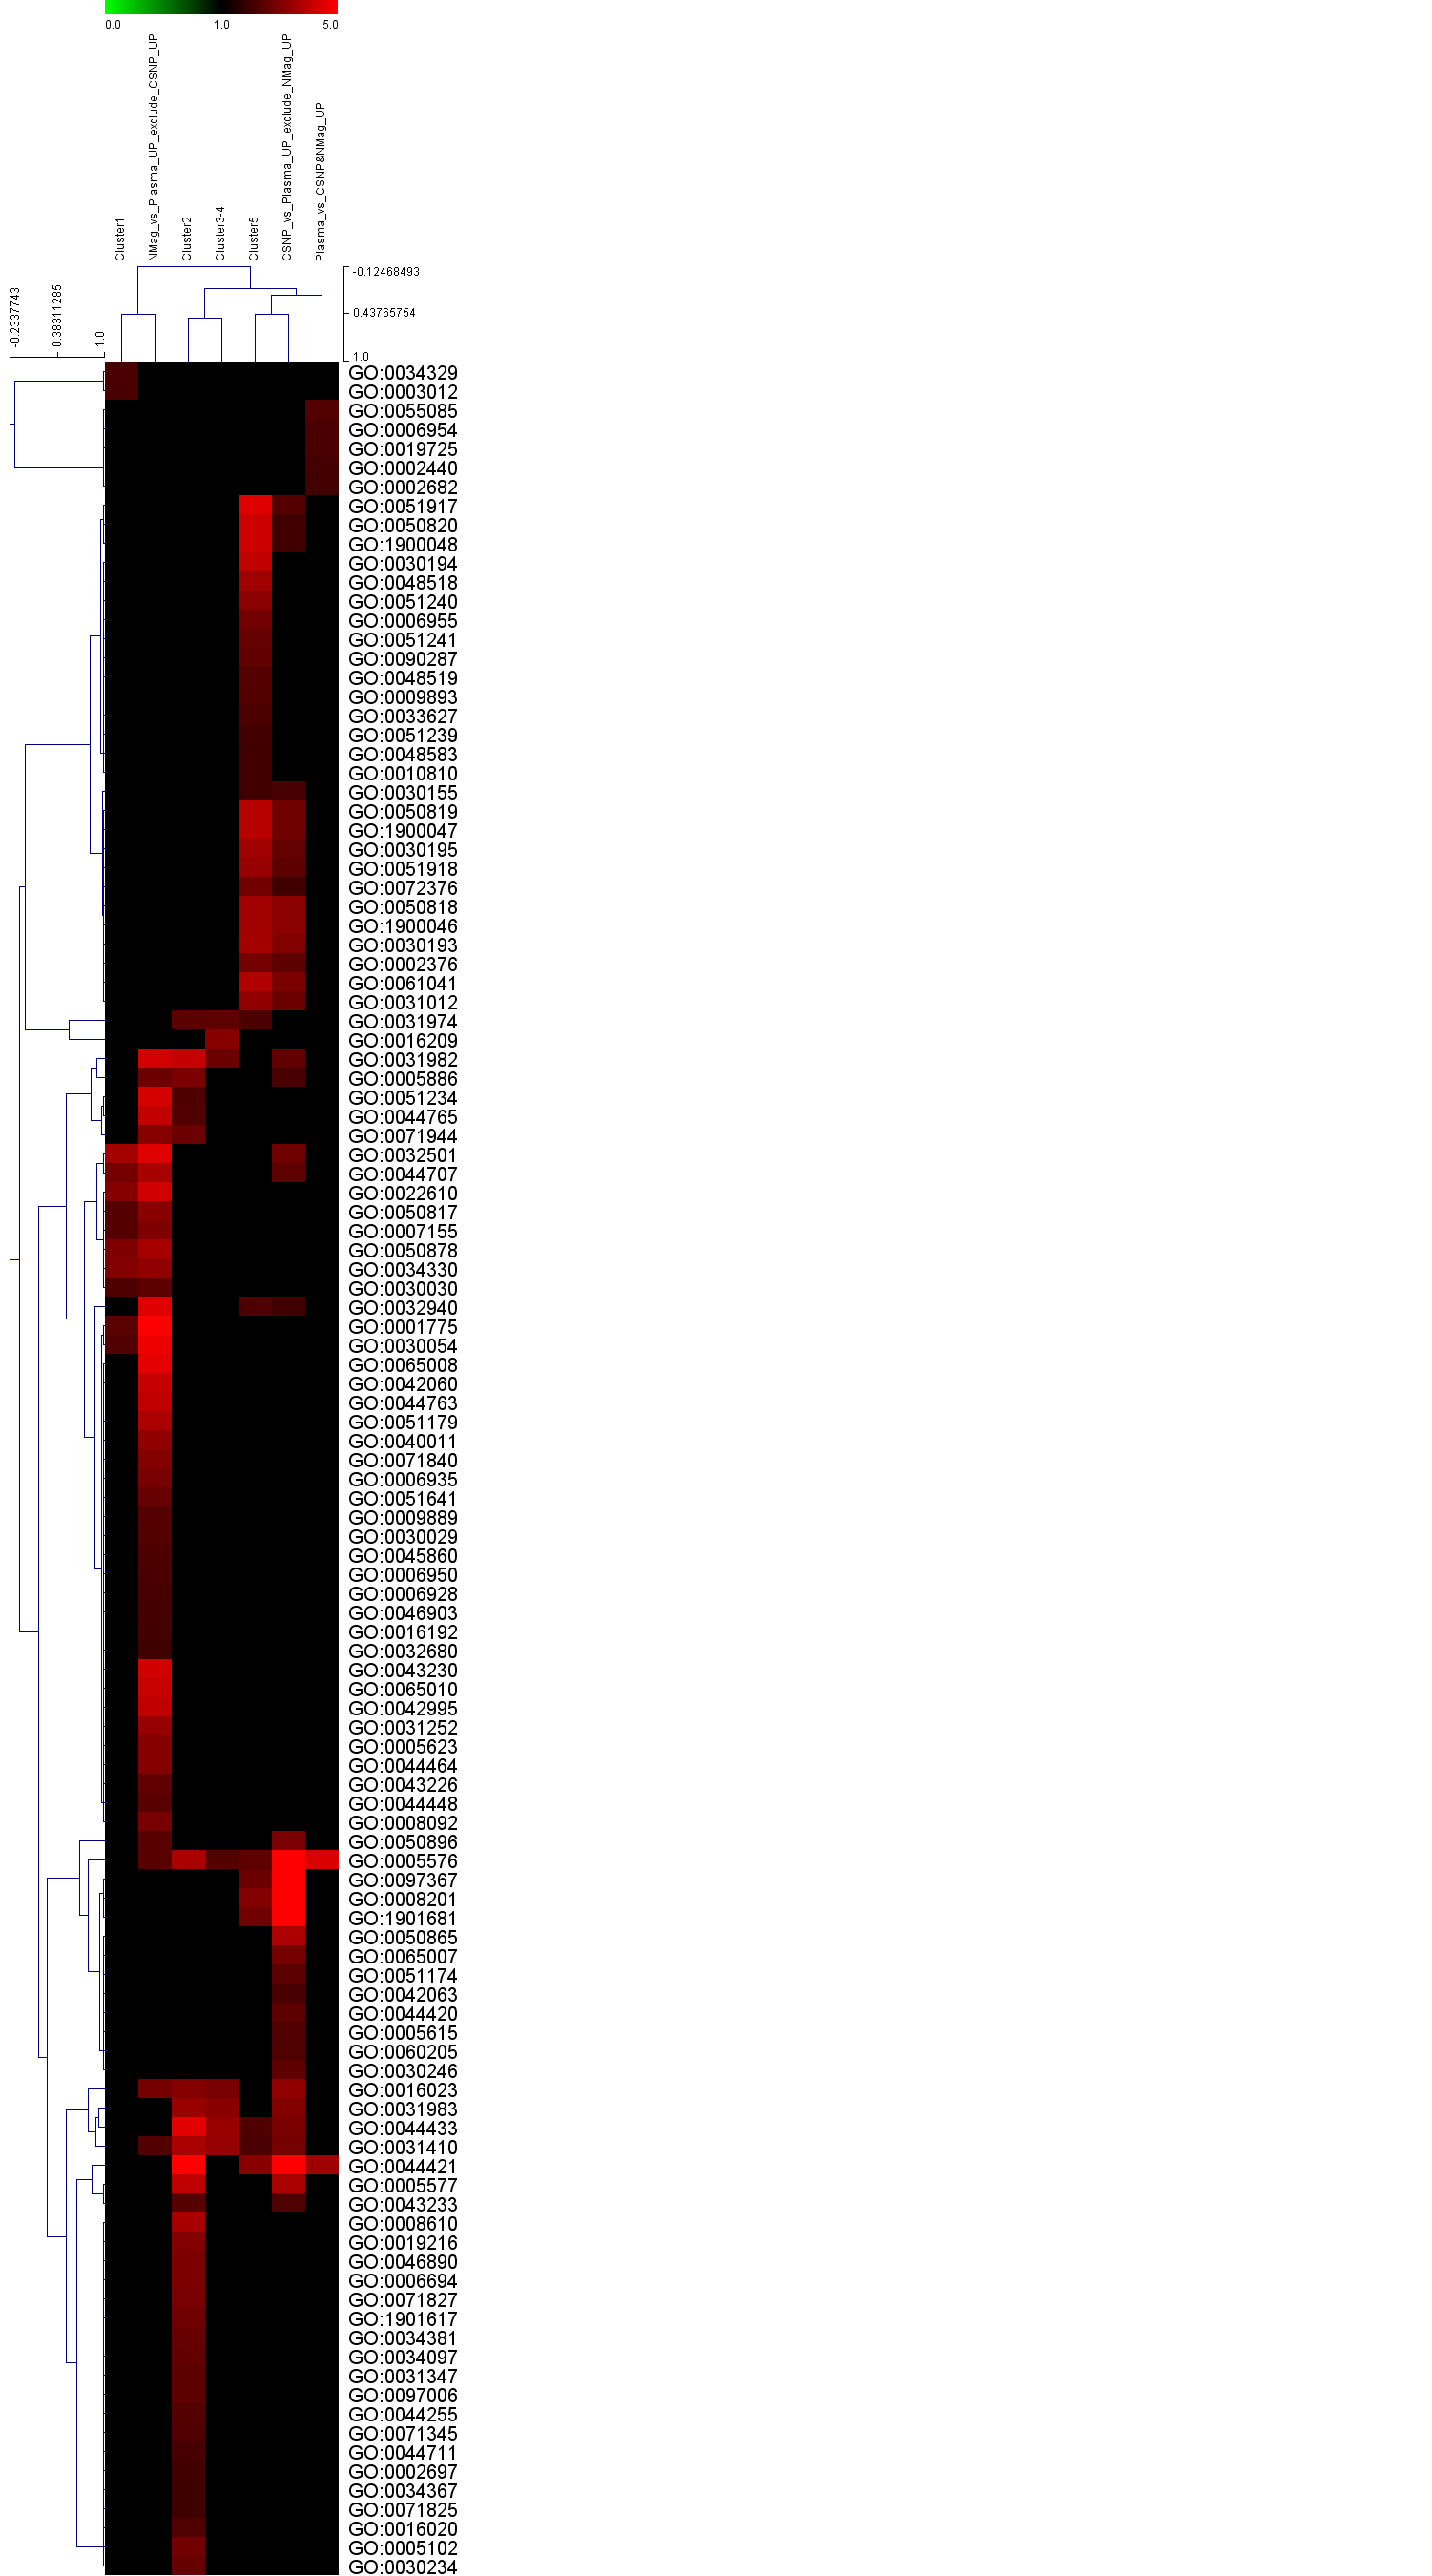 0.0 1.0 5.0
Cluster1
NMag_vs_Plasma_UP_exclude_CSNP_UP
Cluster2
Cluster3-4
Cluster5
CSNP_vs_Plasma_UP_exclude_NMag_UP
Plasma_vs_CSNP&NMag_UP
-0.12468493
0.43765754
1.0
-0.2337743
0.38311285
1.0
GO:0034329
GO:0003012
GO:0055085
GO:0006954
GO:0019725
GO:0002440
GO:0002682
GO:0051917
GO:0050820
GO:1900048
GO:0030194
GO:0048518
GO:0051240
GO:0006955
GO:0051241
GO:0090287
GO:0048519
GO:0009893
GO:0033627
GO:0051239
GO:0048583
GO:0010810
GO:0030155
GO:0050819
GO:1900047
GO:0030195
GO:0051918
GO:0072376
GO:0050818
GO:1900046
GO:0030193
GO:0002376
GO:0061041
GO:0031012
GO:0031974
GO:0016209
GO:0031982
GO:0005886
GO:0051234
GO:0044765
GO:0071944
GO:0032501
GO:0044707
GO:0022610
GO:0050817
GO:0007155
GO:0050878
GO:0034330
GO:0030030
GO:0032940
GO:0001775
GO:0030054
GO:0065008
GO:0042060
GO:0044763
GO:0051179
GO:0040011
GO:0071840
GO:0006935
GO:0051641
GO:0009889
GO:0030029
GO:0045860
GO:0006950
GO:0006928
GO:0046903
GO:0016192
GO:0032680
GO:0043230
GO:0065010
GO:0042995
GO:0031252
GO:0005623
GO:0044464
GO:0043226
GO:0044448
GO:0008092
GO:0050896
GO:0005576
GO:0097367
GO:0008201
GO:1901681
GO:0050865
GO:0065007
GO:0051174
GO:0042063
GO:0044420
GO:0005615
GO:0060205
GO:0030246
GO:0016023
GO:0031983
GO:0044433
GO:0031410
GO:0044421
GO:0005577
GO:0043233
GO:0008610
GO:0019216
GO:0046890
GO:0006694
GO:0071827
GO:1901617
GO:0034381
GO:0034097
GO:0031347
GO:0097006
GO:0044255
GO:0071345
GO:0044711
GO:0002697
GO:0034367
GO:0071825
GO:0016020
GO:0005102
GO:0030234